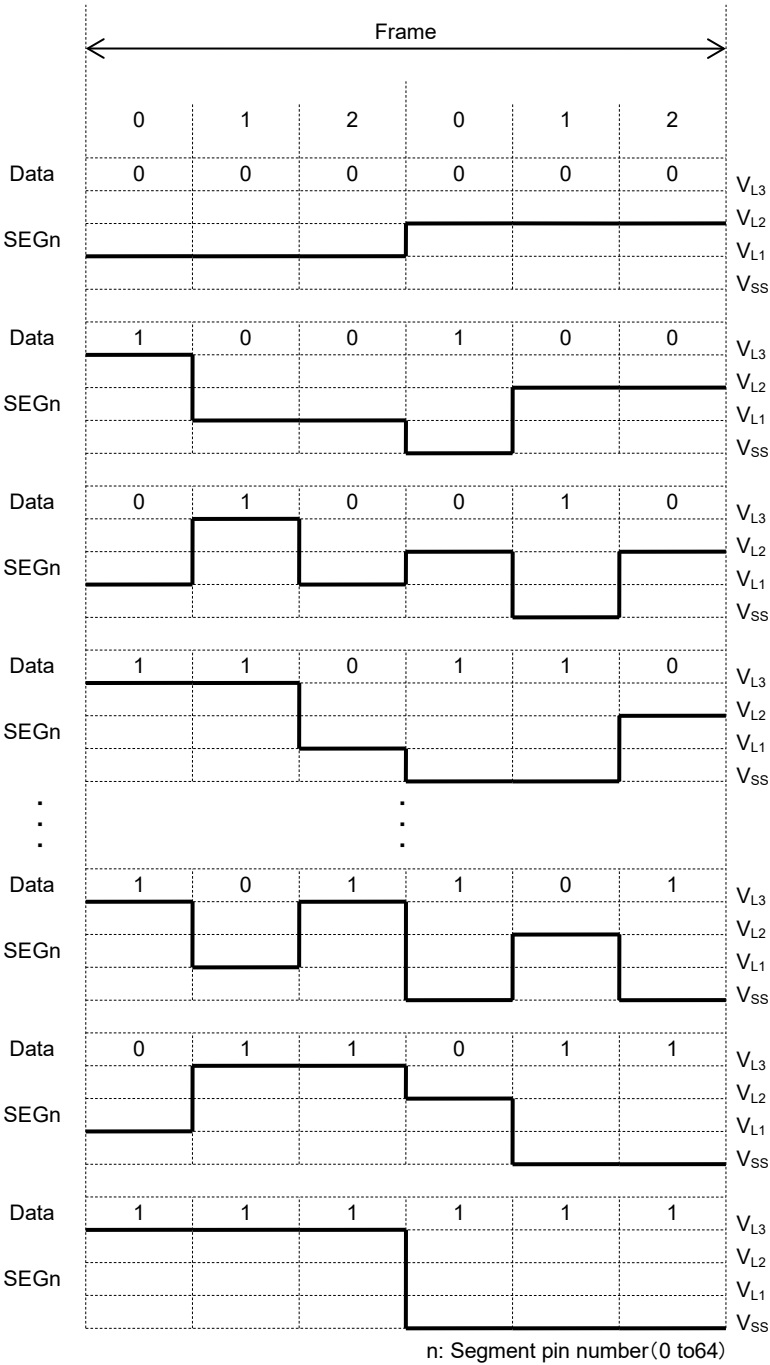 Frame
0 1 2 0 1 2
Data 0 0 0 0 0 0
VL3
VL2
SEGn
VL1
VSS
Data 1 0 0 1 0 0
VL3
VL2
SEGn
VL1
VSS
Data 0 1 0 0 1 0
VL3
VL2
SEGn
VL1
VSS
Data 1 1 0 1 1 0
VL3
VL2
SEGn
VL1
VSS
Data 1 0 1 1 0 1
VL3
VL2
SEGn
VL1
VSS
Data 0 1 1 0 1 1
VL3
VL2
SEGn
VL1
VSS
Data 1 1 1 1 1 1
VL3
VL2
SEGn
VL1
VSS
n: Segment pin number(0 to64)